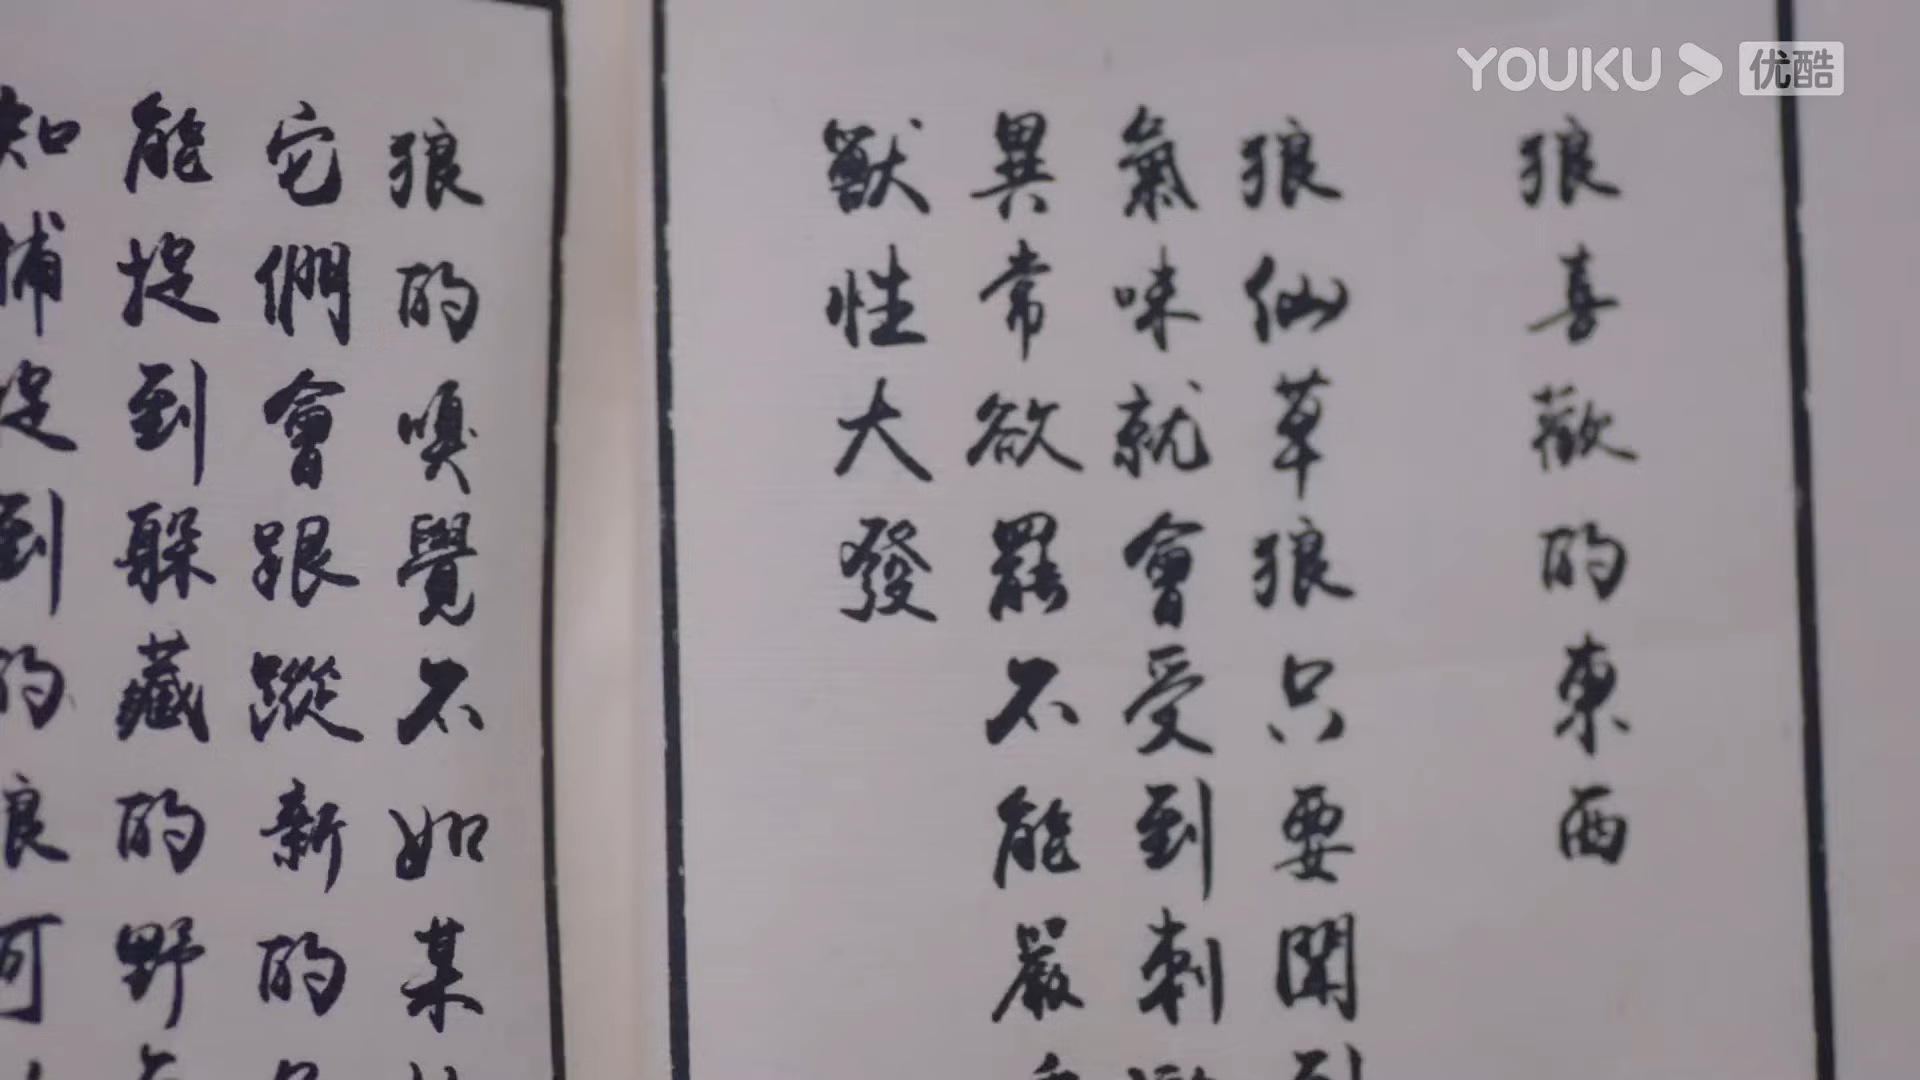 YOUKU 优酷
狼喜歡的東西
狼仙草狼只要聞到
氣味就會受到刺激
異常欲罷不能嚴
獸性大發
狼的嗅覺不如某
它們會跟蹤新的
能捉到躲藏的野
知捕捉到的狼可